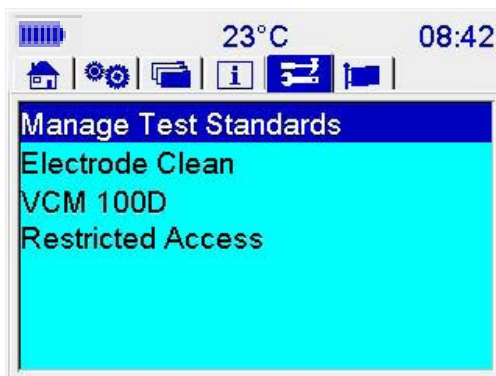 23°C 08:42
i
Manage Test Standards
Electrode Clean
VCM 100D
Restricted Access